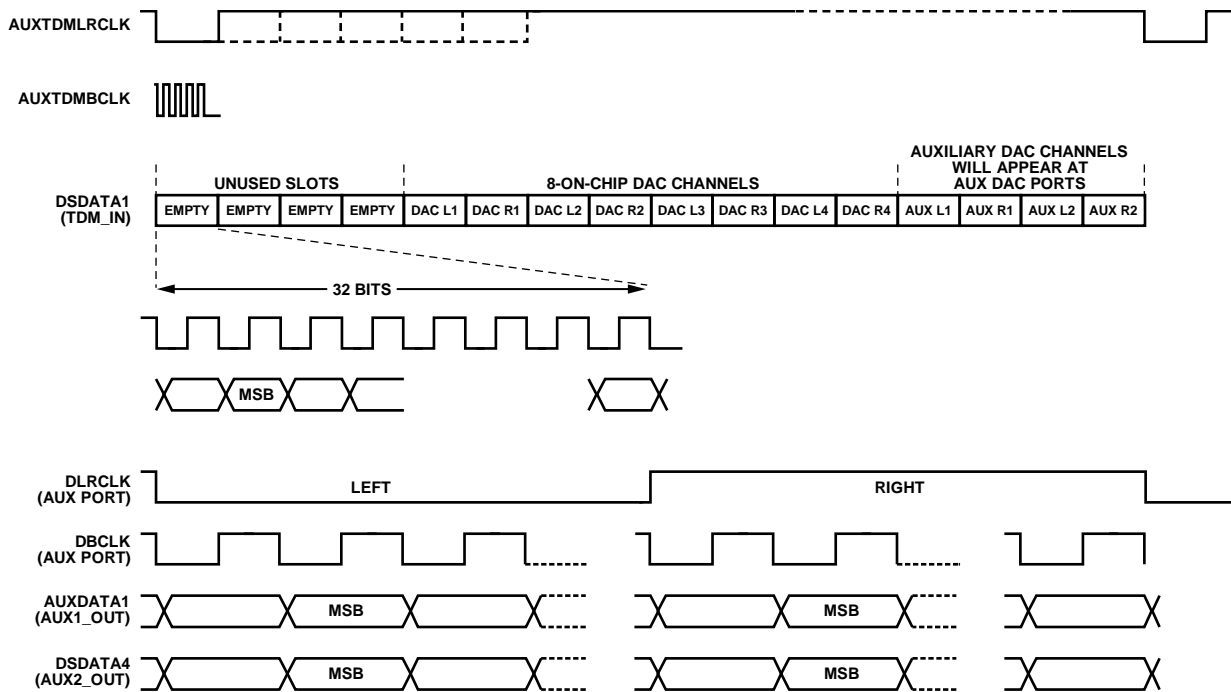 AUXTDMLRCLK
AUXTDMBCLK
AUXILIARY DAC CHANNELS
WILL APPEAR AT
AUX DAC PORTS
UNUSED SLOTS
8-ON-CHIP DAC CHANNELS
DSDATA1
(TDM_IN)
EMPTY EMPTY EMPTY EMPTY DAC L1 DAC R1 DAC L2 DAC R2 DAC L3 DAC R3 DAC L4 DAC R4 AUX L1 AUX R1 AUX L2 AUX R2
32 BITS
MSB
DLRCLK
(AUX PORT)
LEFT
RIGHT
DBCLK
(AUX PORT)
AUXDATA1
(AUX1_OUT)
MSB
MSB
DSDATA4
(AUX2_OUT)
MSB
MSB